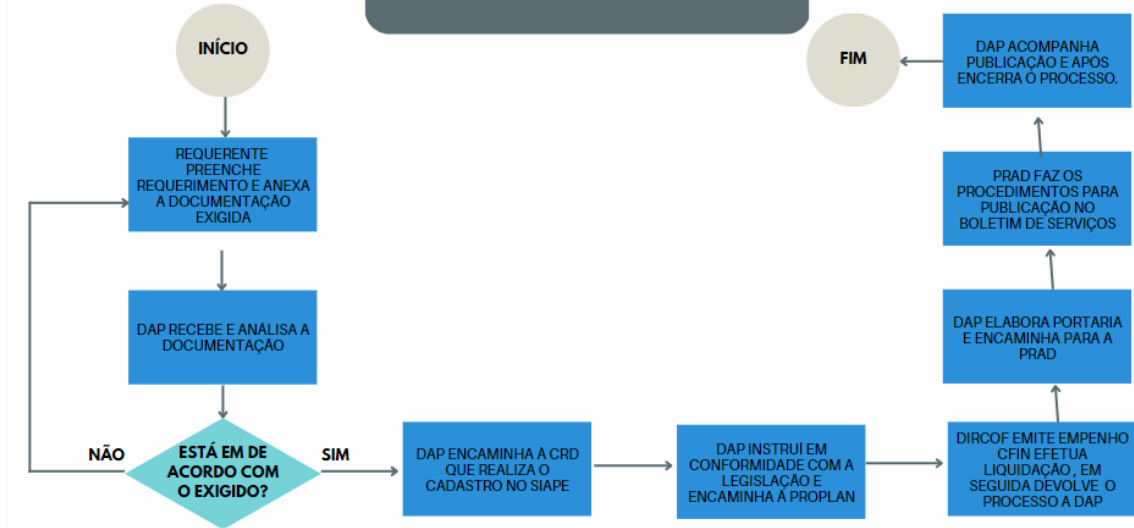 INÍCIO
REQUERENTE
PREENCHE
REQUERIMENTO E ANEXA
A DOCUMENTAÇÃO
EXIGIDA
DAP RECEBE E ANÁLISA A
DOCUMENTAÇÃO
ESTÁ EM DE
ACORDO COM
O EXIGIDO?
NÃO
SIM
DAP ENCAMINHA À CRD
QUE REALIZA O
CADASTRO NO SIAPE
DAP INSTRUÍ EM
CONFORMIDADE COM A
LEGISLAÇÃO E
ENCAMINHA À PROPLAN
DIRCOF EMITE EMPENHO
CFIN EFETUA
LIQUIDAÇÃO , EM
SEGUIDA DEVOLVE O
PROCESSO A DAP
DAP ELABORA PORTARIA
E ENCAMINHA PARA A
PRAD
PRAD FAZ OS
PROCEDIMENTOS PARA
PUBLICAÇÃO NO
BOLETIM DE SERVIÇOS
DAP ACOMPANHA
PUBLICAÇÃO E APÓS
ENCERRA O PROCESSO.
FIM